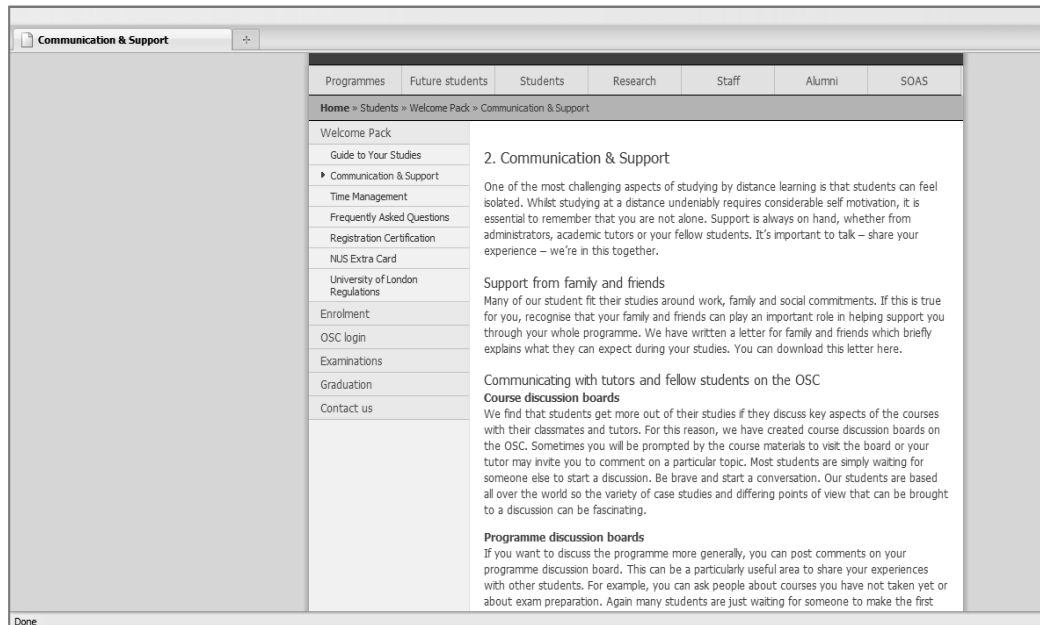 Communication & Support
Programmes Future students Students Research Staff Alumni SOAS
Home » Students » Welcome Pack » Communication & Support
Welcome Pack
Guide to Your Studies
Communication & Support
Time Management
Frequently Asked Questions
Registration Certification
NUS Extra Card
University of London
Regulations
Enrolment
OSC login
Examinations
Graduation
Contact us
2. Communication & Support
One of the most challenging aspects of studying by distance learning is that students can feel
isolated. Whilst studying at a distance undeniably requires considerable self motivation, it is
essential to remember that you are not alone. Support is always on hand, whether from
administrators, academic tutors or your fellow students. It's important to talk – share your
experience – we're in this together.
Support from family and friends
Many of our student fit their studies around work, family and social commitments. If this is true
for you, recognise that your family and friends can play an important role in helping support you
through your whole programme. We have written a letter for family and friends which briefly
explains what they can expect during your studies. You can download this letter here.
Communicating with tutors and fellow students on the OSC
Course discussion boards
We find that students get more out of their studies if they discuss key aspects of the courses
with their classmates and tutors. For this reason, we have created course discussion boards on
the OSC. Sometimes you will be prompted by the course materials to visit the board or your
tutor may invite you to comment on a particular topic. Most students are simply waiting for
someone else to start a discussion. Be brave and start a conversation. Our students are based
all over the world so the variety of case studies and differing points of view that can be brought
to a discussion can be fascinating.
Programme discussion boards
If you want to discuss the programme more generally, you can post comments on your
programme discussion board. This can be a particularly useful area to share your experiences
with other students. For example, you can ask people about courses you have not taken yet or
about exam preparation. Again many students are just waiting for someone to make the first
Done